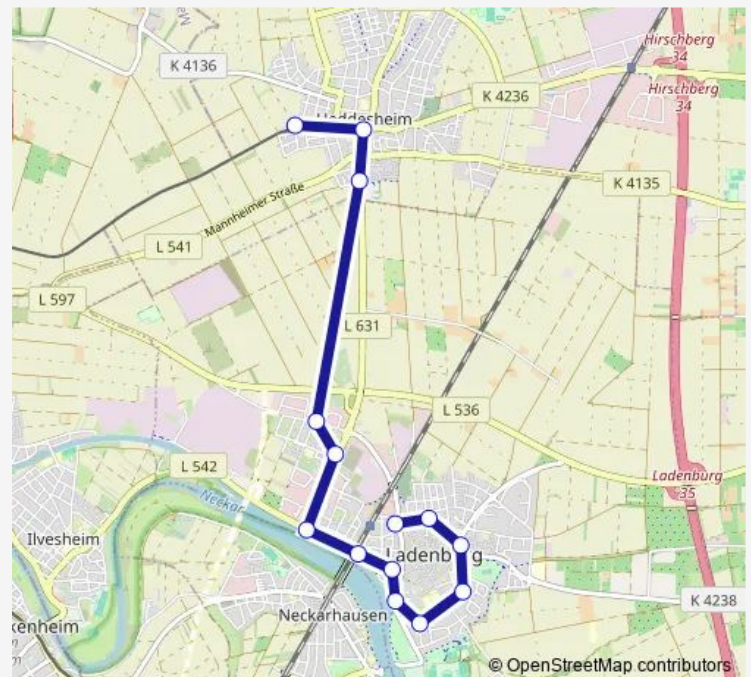 K 4136
Hirschberg
34
Hirschberg
34
K 4236
Heddesheim
K 4135
Mannheimer Straße
L 541
L 597
L 631
L 536
L 542
Neckar
Ladenburg
35
Ilvesheim
Ladenburg
K 4238
Neckarhausen
kenheim
© OpenStreetMap contributors